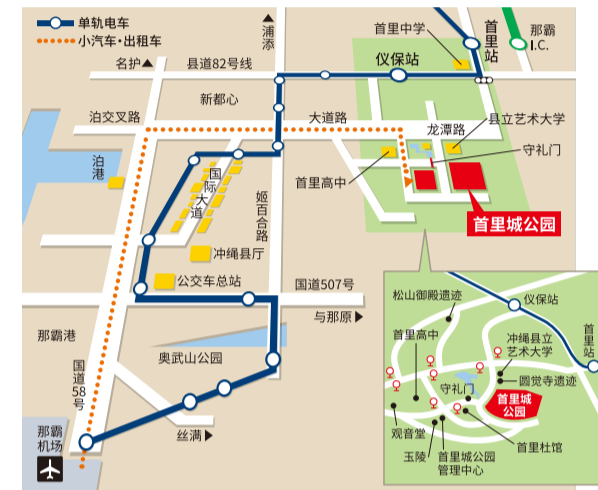 单轨电车
小汽车·出租车
浦添
首里中学
首里站
那霸
I.C.
名护
县道82号线
仪保站
新都心
泊交叉路
大道路
龙潭路
县立艺术大学
守礼门
泊港
国际大道
首里高中
姬百合路
首里城公园
冲绳县厅
公交车总站
国道507号
与那原
那霸港
奥武山公园
国道58号
丝满
那霸
机场
松山御殿遗迹
仪保站
首里站
首里高中
冲绳县立
艺术大学
圆觉寺遗迹
守礼门
首里城
公园
观音堂
玉陵
首里城公园
管理中心
首里杜馆